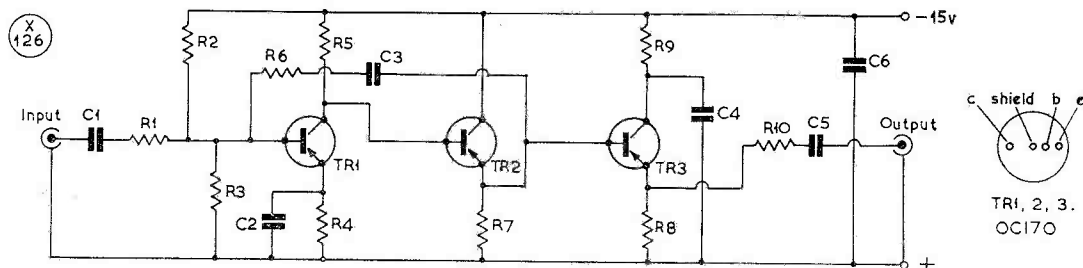 X
126
R2
R5
R6
C3
R9
C6
-15v
Input
C1
R1
TR1
TR2
TR3
C4
R10
C5
Output
R3
C2
R4
R7
R8
+
c shield b e
TR1, 2, 3.
OC170